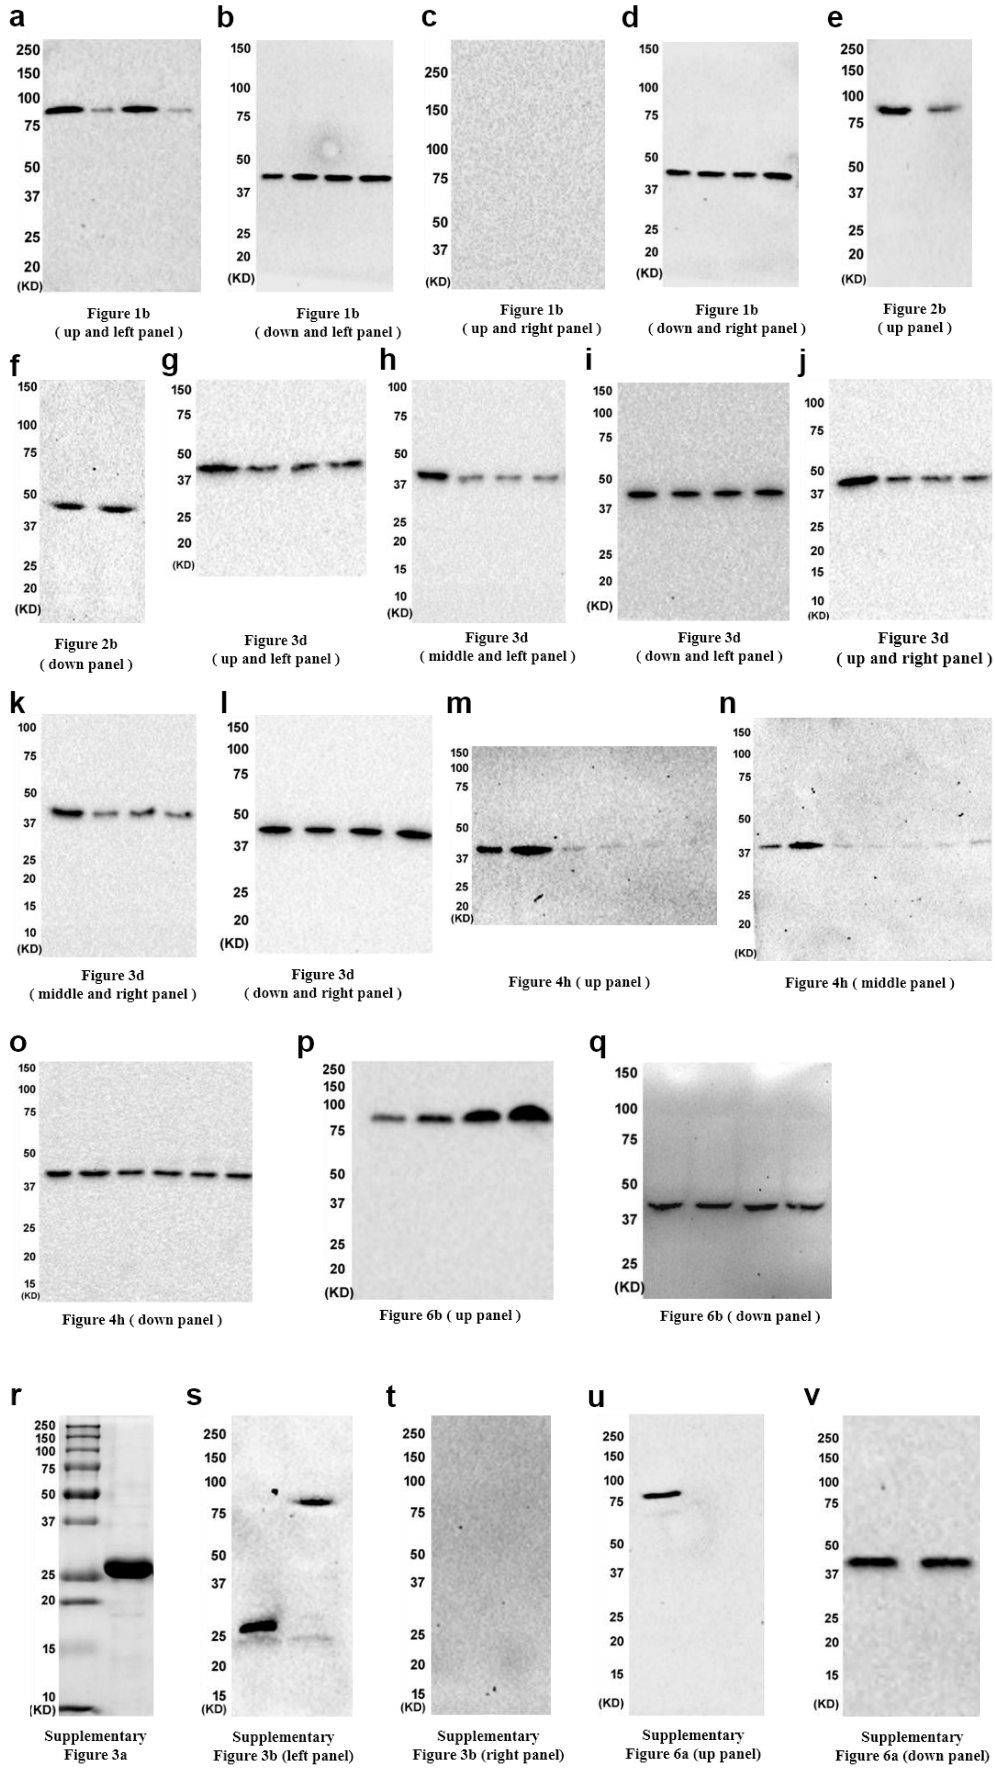 a
250
150
100
75
50
37
25
20
(KD)
Figure 1b
( up and left panel )
b
150
100
75
50
37
25
20
(KD)
Figure 1b
( down and left panel )
c
250
150
100
75
50
37
(KD)
Figure 1b
( up and right panel )
d
150
100
75
50
37
25
20
(KD)
Figure 1b
( down and right panel )
e
250
150
100
75
50
37
25
20
(KD)
Figure 2b
( up panel )
f
150
100
75
50
37
25
20
(KD)
Figure 2b
( down panel )
g
150
75
50
37
25
20
(KD)
Figure 3d
( up and left panel )
h
100
75
50
37
25
20
15
10
(KD)
Figure 3d
( middle and left panel )
i
150
100
75
50
37
25
20
(KD)
Figure 3d
( down and left panel )
j
100
75
50
37
25
20
15
10
(KD)
Figure 3d
( up and right panel )
k
100
75
50
37
25
20
15
10
(KD)
Figure 3d
( middle and right panel )
l
150
100
75
50
37
25
20
(KD)
Figure 3d
( down and right panel )
m
150
100
75
50
37
25
20
(KD)
Figure 4h ( up panel )
n
150
100
75
50
37
25
20
(KD)
Figure 4h ( middle panel )
o
150
100
75
50
37
25
20
15
(KD)
Figure 4h ( down panel )
p
250
150
100
75
50
37
25
20
(KD)
Figure 6b ( up panel )
q
150
100
75
50
37
25
(KD)
Figure 6b ( down panel )
r
250
150
100
75
50
37
25
20
15
10
(KD)
Supplementary
Figure 3a
s
250
150
100
75
50
37
25
20
15
(KD)
Supplementary
Figure 3b (left panel)
t
250
150
100
75
50
37
25
20
15
(KD)
Supplementary
Figure 3b (right panel)
u
250
150
100
75
50
37
25
20
15
(KD)
Supplementary
Figure 6a (up panel)
v
250
150
100
75
50
37
25
20
15
(KD)
Supplementary
Figure 6a (down panel)